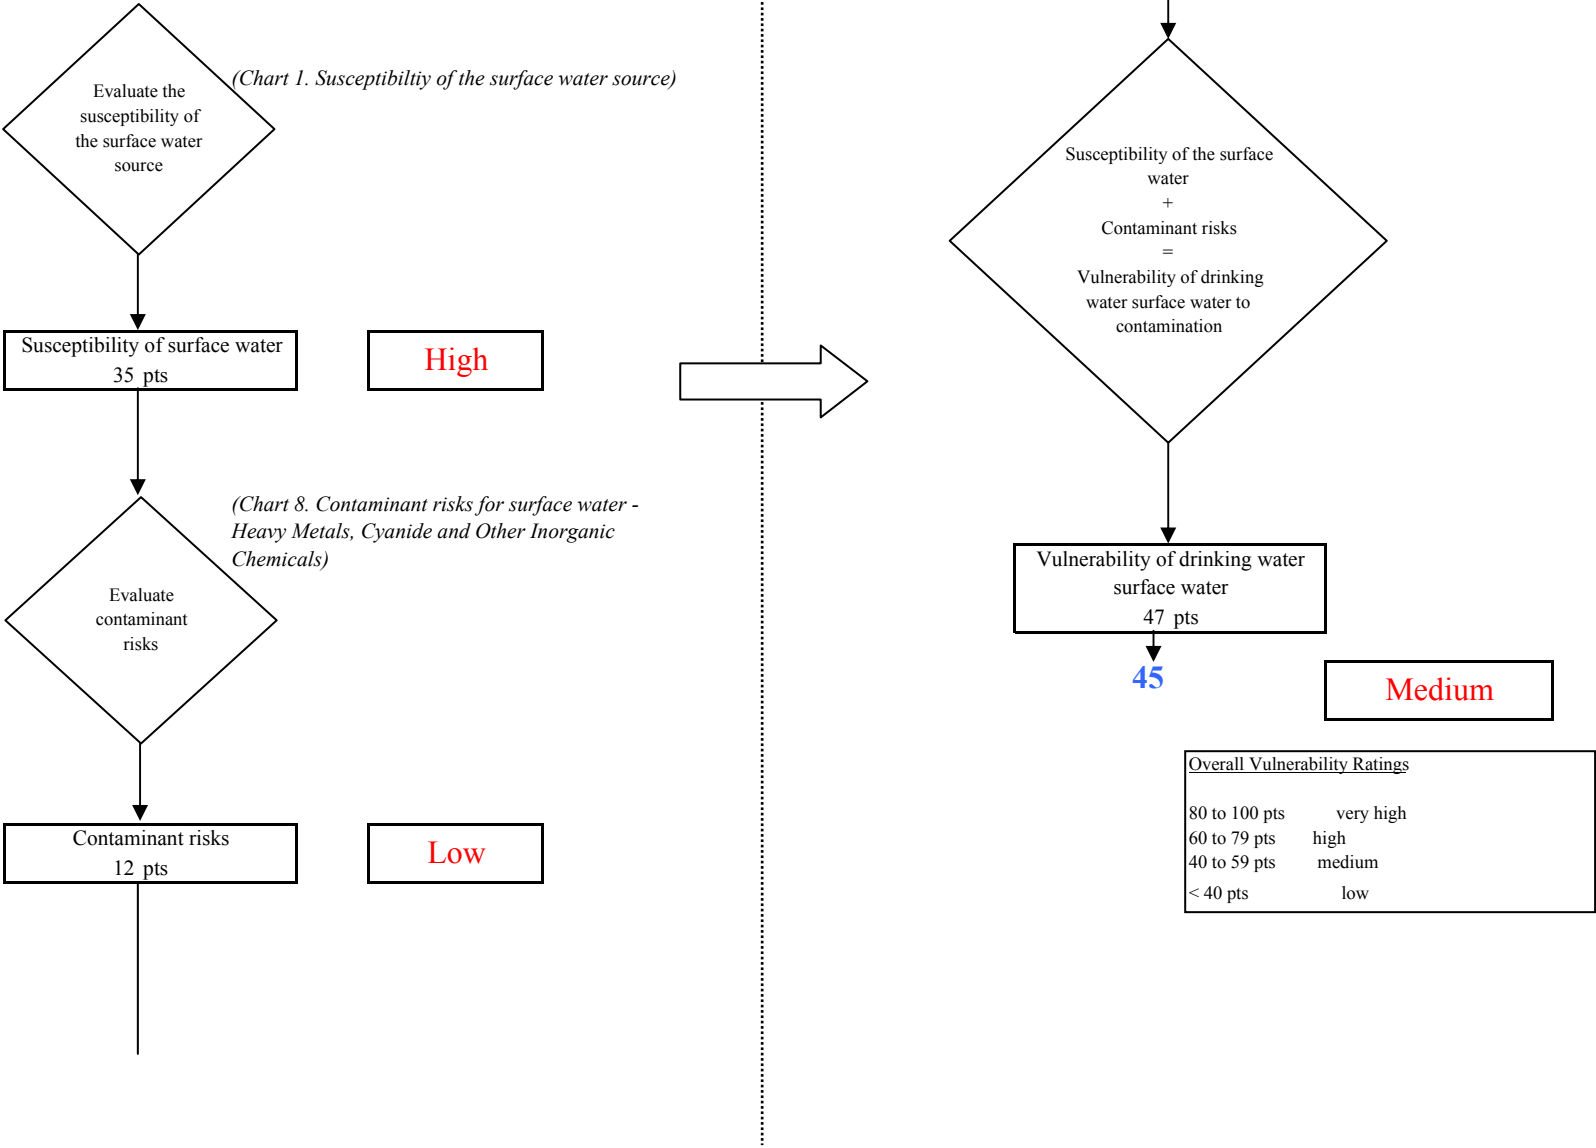 Evaluate the
susceptibility of
the surface water
source
(Chart 1. Susceptibiltiy of the surface water source)
Susceptibility of surface water
35 pts
High
(Chart 8. Contaminant risks for surface water -
Heavy Metals, Cyanide and Other Inorganic
Chemicals)
Evaluate
contaminant
risks
Contaminant risks
12 pts
Low
Susceptibility of the surface
water
+
Contaminant risks
=
Vulnerability of drinking
water surface water to
contamination
Vulnerability of drinking water
surface water
47 pts
45
Medium
Overall Vulnerability Ratings
80 to 100 pts very high
60 to 79 pts high
40 to 59 pts medium
< 40 pts low